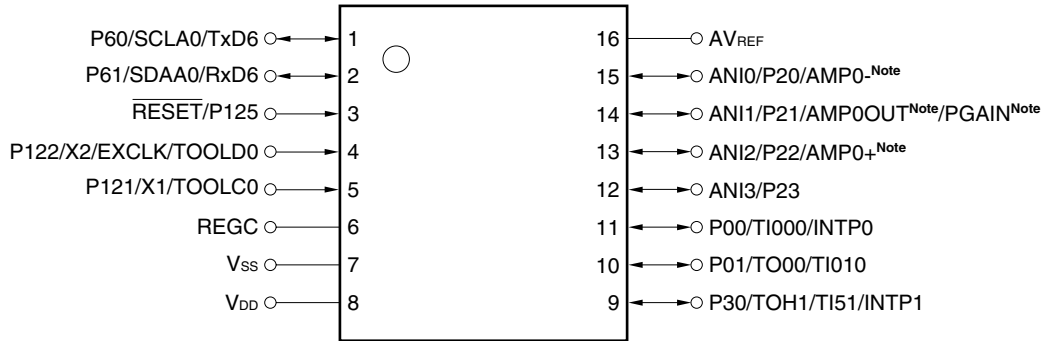 P60/SCLA0/TxD6 1 16 AVREF
P61/SDAA0/RxD6 2 15 ANI0/P20/AMP0-Note
RESET/P125 3 14 ANI1/P21/AMP0OUTNote/PGAINNote
P122/X2/EXCLK/TOOLD0 4 13 ANI2/P22/AMP0+Note
P121/X1/TOOLC0 5 12 ANI3/P23
REGC 6 11 P00/TI000/INTP0
VSS 7 10 P01/TO00/TI010
VDD 8 9 P30/TOH1/TI51/INTP1